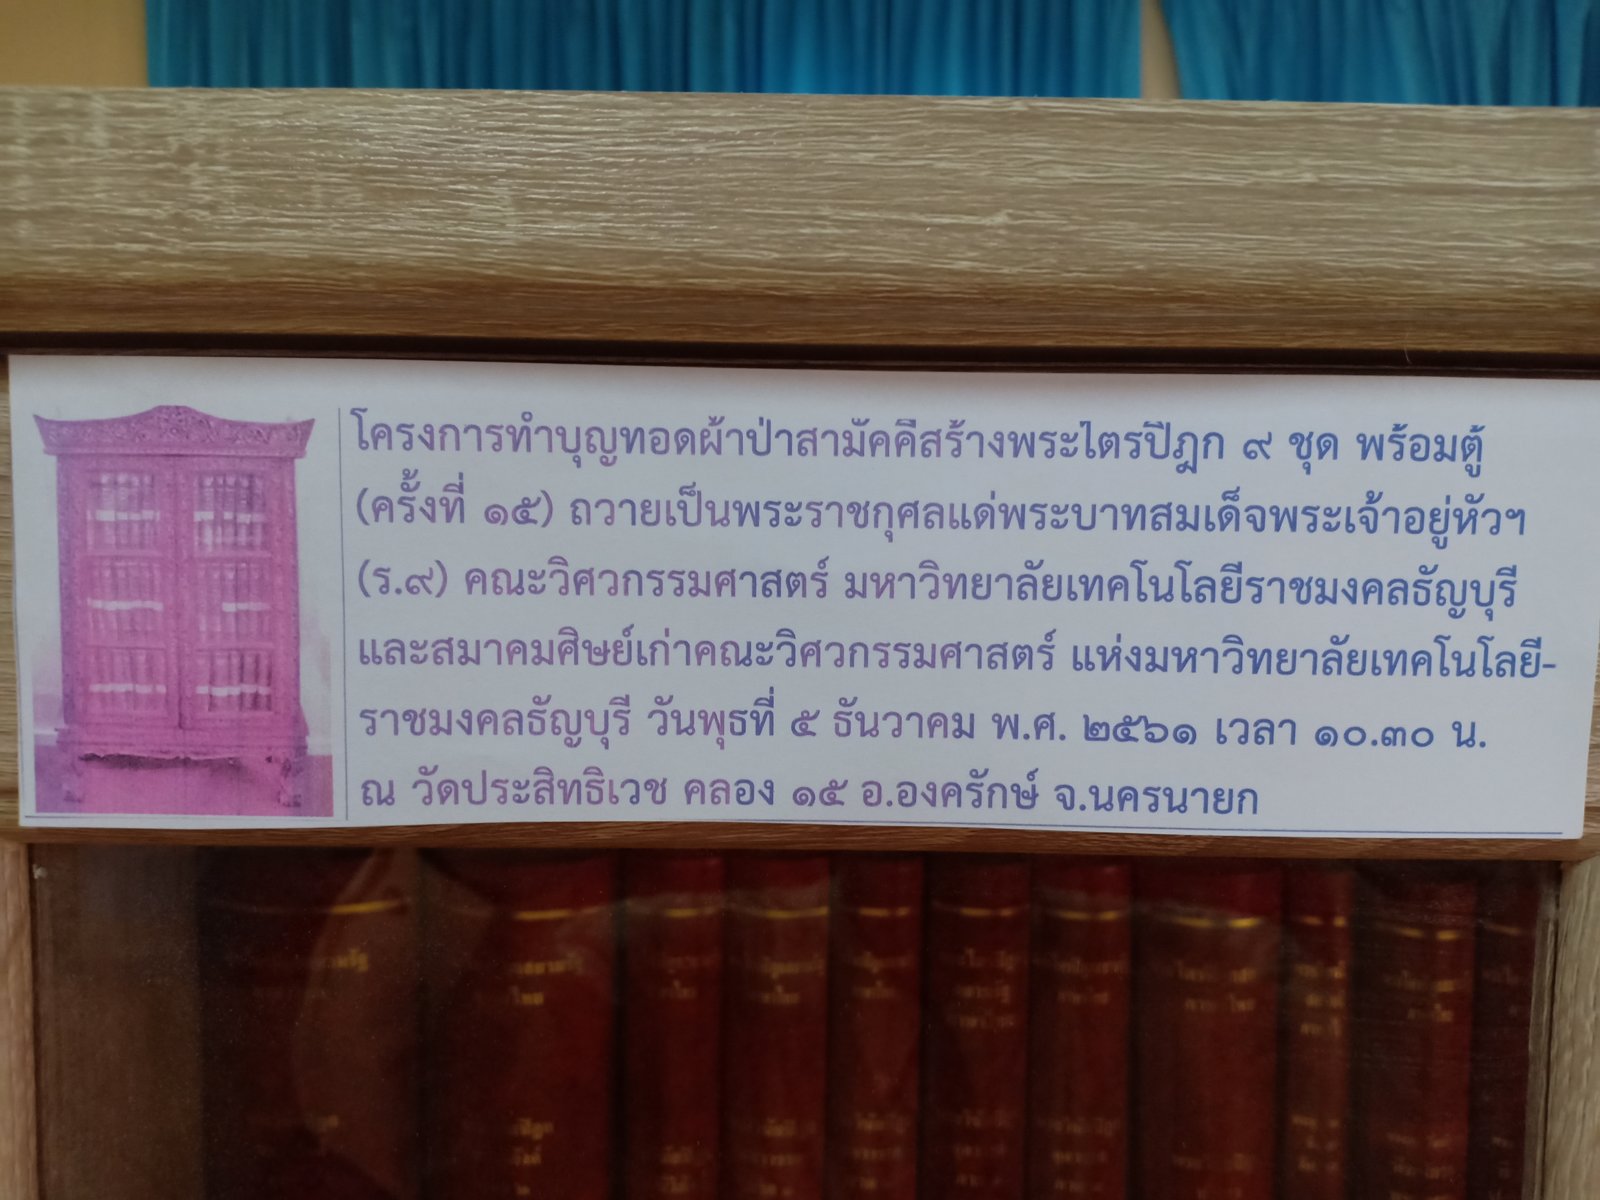 โครงการทำบุญทอดผ้าป่าสามัคคีสร้างพระไตรปิฎก ๙ ชุด พร้อมตู้
(ครั้งที่ ๑๕) ถวายเป็นพระราชกุศลแด่พระบาทสมเด็จพระเจ้าอยู่หัวฯ
(ร.๙) คณะวิศวกรรมศาสตร์ มหาวิทยาลัยเทคโนโลยีราชมงคลธัญบุรี
และสมาคมศิษย์เก่าคณะวิศวกรรมศาสตร์ แห่งมหาวิทยาลัยเทคโนโลยี-
ราชมงคลธัญบุรี วันพุธที่ ๕ ธันวาคม พ.ศ. ๒๕๖๑ เวลา ๑๐.๓๐ น.
ณ วัดประสิทธิเวช คลอง ๑๕ อ.องครักษ์ จ.นครนายก